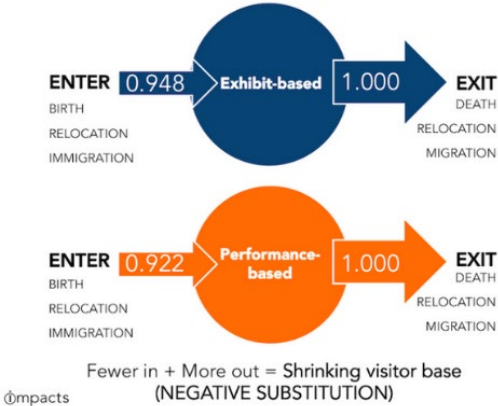 ENTER 0.948 Exhibit-based 1.000 EXIT
BIRTH
RELOCATION
IMMIGRATION
DEATH
RELOCATION
MIGRATION
ENTER 0.922 Performance-
based 1.000 EXIT
BIRTH
RELOCATION
IMMIGRATION
DEATH
RELOCATION
MIGRATION
Fewer in + More out = Shrinking visitor base
(NEGATIVE SUBSTITUTION)
impacts